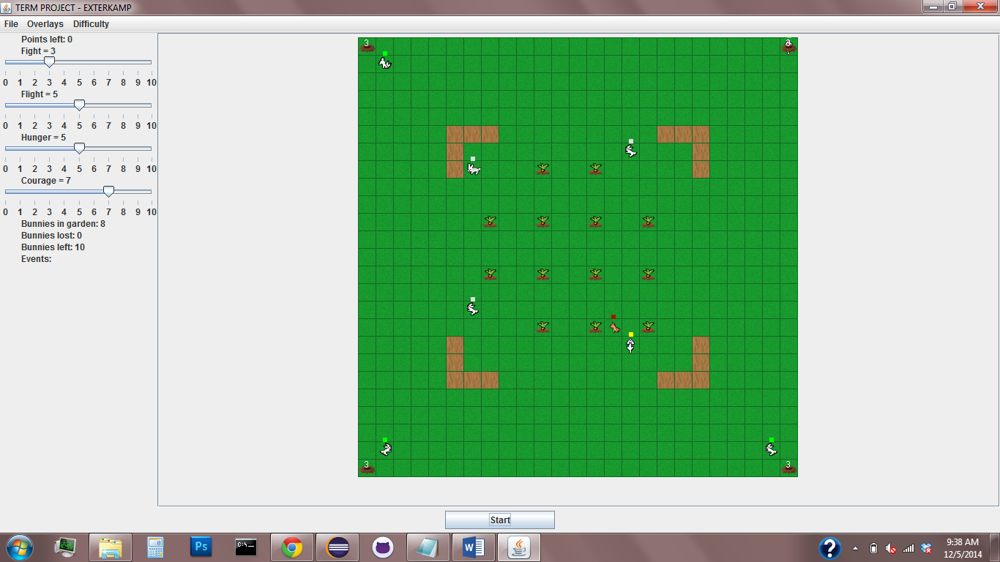 TERM PROJECT - EXTERKAMP
File Overlays Difficulty
Points left: 0
Fight = 3
0 1 2 3 4 5 6 7 8 9 10
Flight = 5
0 1 2 3 4 5 6 7 8 9 10
Hunger = 5
0 1 2 3 4 5 6 7 8 9 10
Courage = 7
0 1 2 3 4 5 6 7 8 9 10
Bunnies in garden: 8
Bunnies lost: 0
Bunnies left: 10
Events:
3
3
3
Start
Ps
C:\
W
?
9:38 AM
12/5/2014